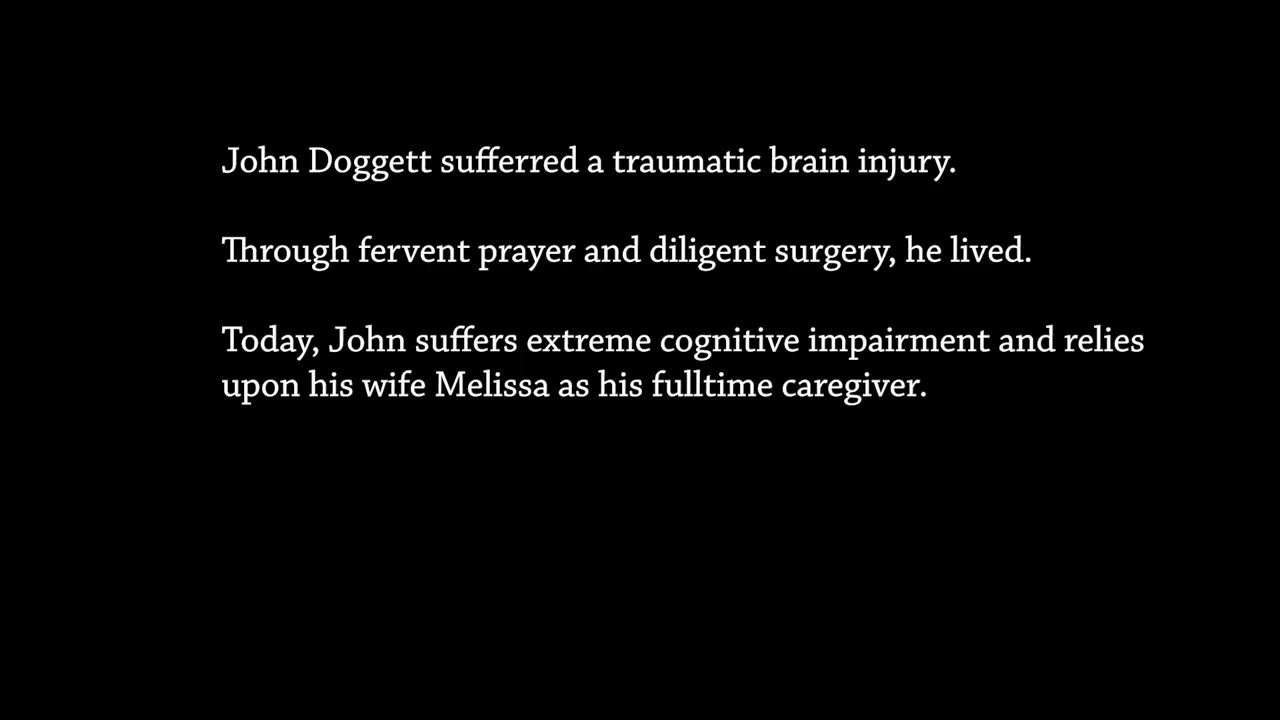 John Doggett sufferred a traumatic brain injury.
Through fervent prayer and diligent surgery, he lived.
Today, John suffers extreme cognitive impairment and relies
upon his wife Melissa as his fulltime caregiver.